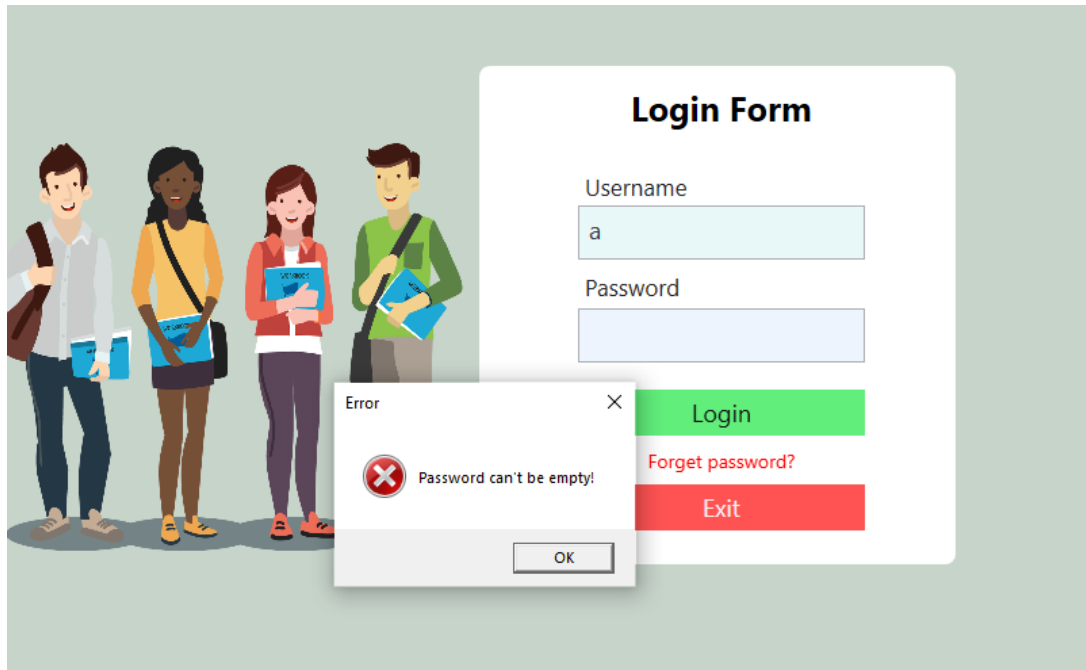 Login Form
Username
a
Password
Login
Forget password?
Exit
Error
Password can't be empty!
OK